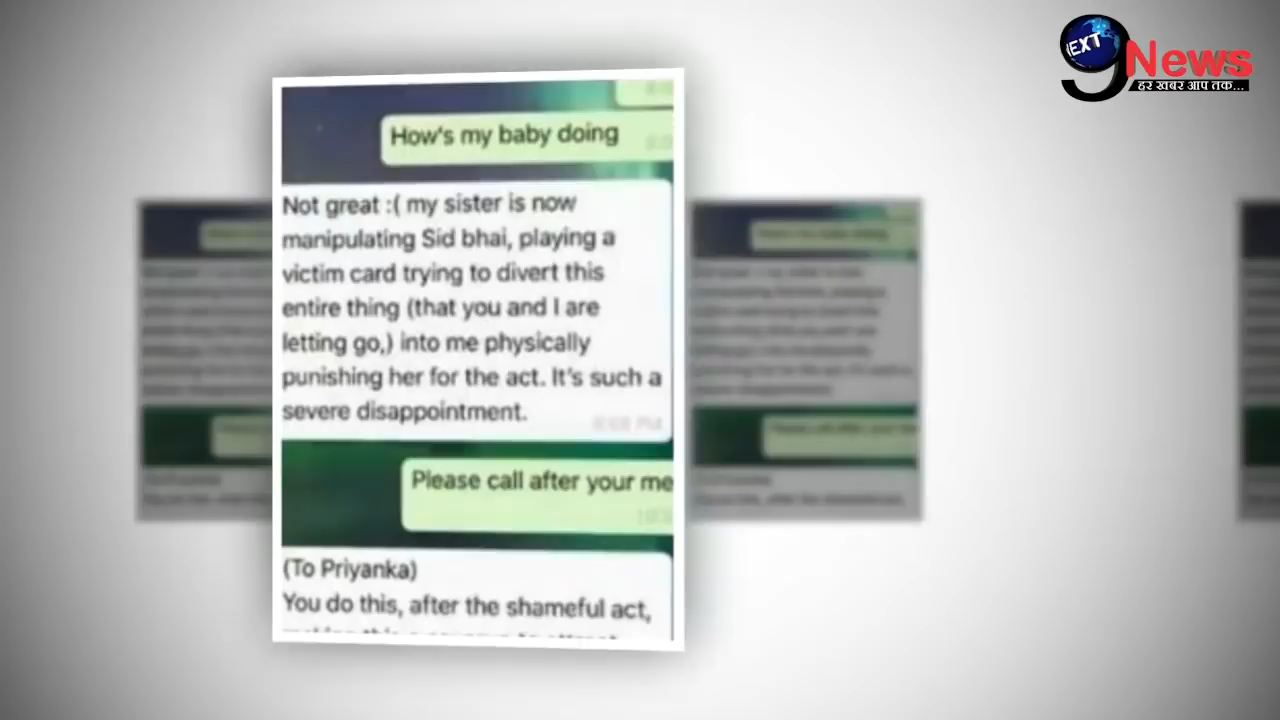 NEXT
9News
हर खबर आप तक...
How's my baby doing
Not great :( my sister is now
manipulating Sid bhai, playing a
victim card trying to divert this
entire thing (that you and I are
letting go,) into me physically
punishing her for the act. It's such a
severe disappointment.
Please call after your me
(To Priyanka)
You do this, after the shameful act,